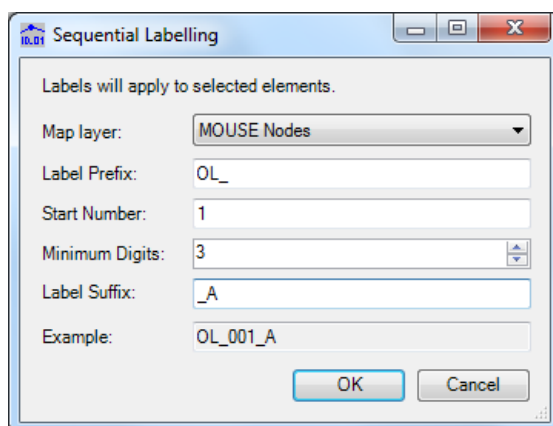 Sequential Labelling
Labels will apply to selected elements.
Map layer: MOUSE Nodes
Label Prefix: OL_
Start Number: 1
Minimum Digits: 3
Label Suffix: _A
Example: OL_001_A
OK Cancel